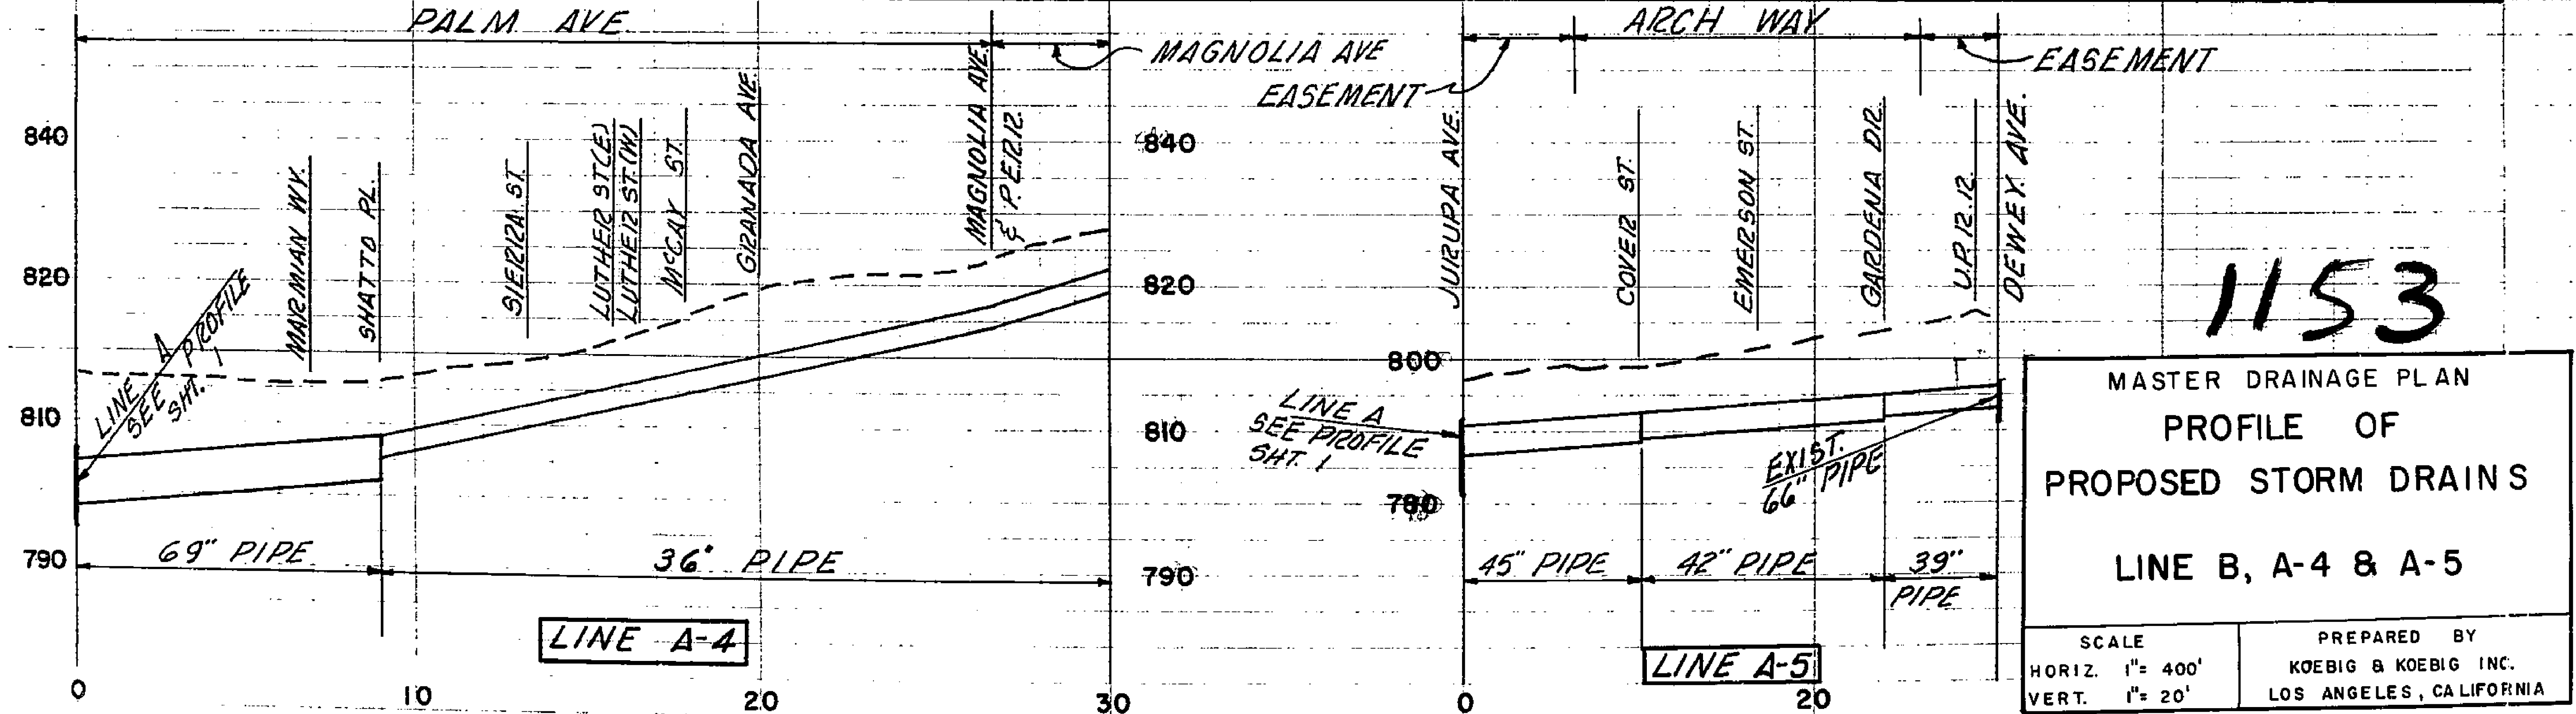 PALM AVE
MAGNOLIA AVE
ARCH WAY
EASEMENT
EASEMENT
840
820
810
790
MARMIAN WY.
SHATTO PL.
SIERRA ST.
LUTHER ST(E)
LUTHER ST.(W)
McCAY ST.
GRANADA AVE
MAGNOLIA AVE.
& P.E.R.R.
LINE A
SEE PROFILE
SHT. 1
69" PIPE
36" PIPE
LINE A-4
0
10
20
30
840
820
810
790
JURUPA AVE.
COVER ST.
EMERSON ST.
GARDENA DR.
U.P.R.R.
DEWEY AVE.
800
780
LINE A
SEE PROFILE
SHT. 1
EXIST.
66" PIPE
45" PIPE
42" PIPE
39"
PIPE
LINE A-5
0
20
1153
MASTER DRAINAGE PLAN
PROFILE OF
PROPOSED STORM DRAINS
LINE B, A-4 & A-5
SCALE
HORIZ. 1"= 400'
VERT. 1"= 20'
PREPARED BY
KOEBIG & KOEBIG INC.
LOS ANGELES, CALIFORNIA